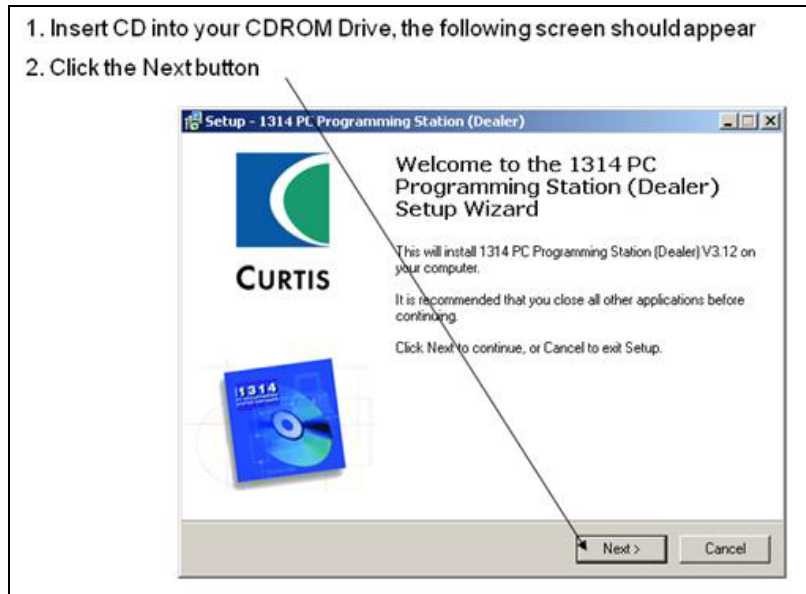 1. Insert CD into your CDROM Drive, the following screen should appear
2. Click the Next button
Setup - 1314 PC Programming Station (Dealer)
Welcome to the 1314 PC
Programming Station (Dealer)
Setup Wizard
This will install 1314 PC Programming Station (Dealer) V3.12 on
your computer.
CURTIS
It is recommended that you close all other applications before
continuing.
Click Next to continue, or Cancel to exit Setup.
1314
Next >
Cancel